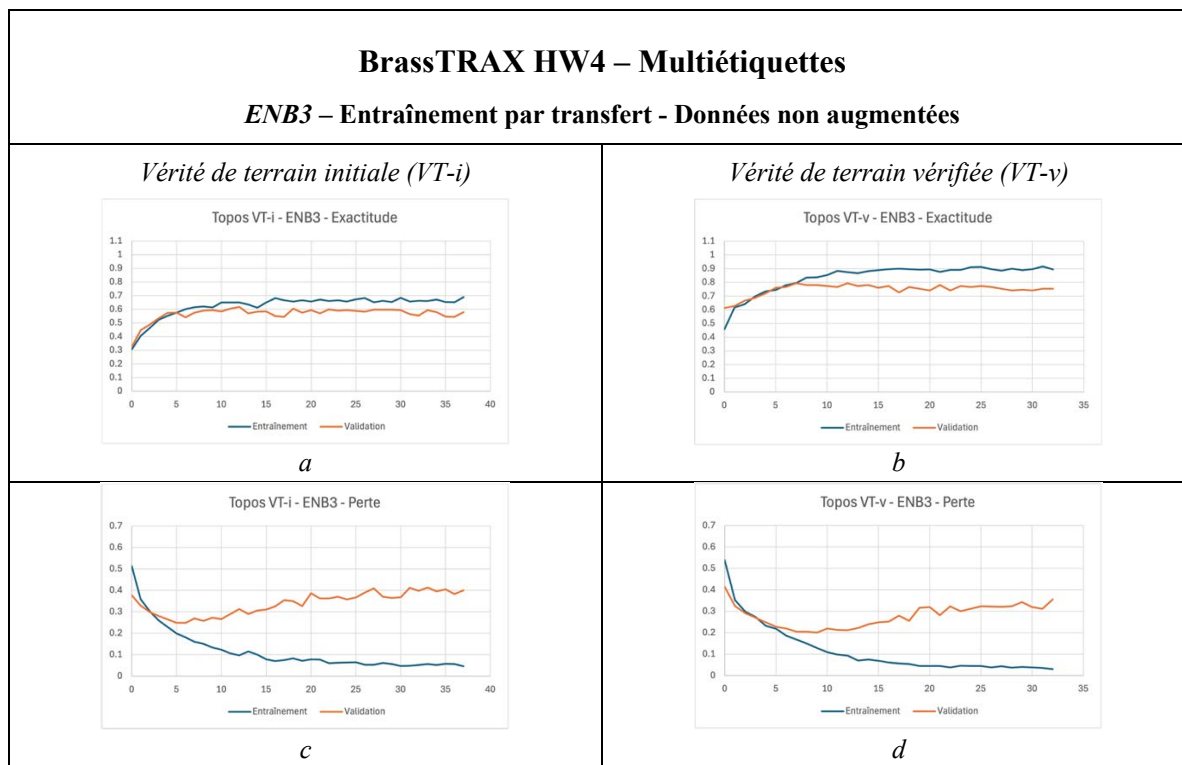 BrassTRAX HW4 – Multiétiquettes
ENB3 – Entraînement par transfert - Données non augmentées
Vérité de terrain initiale (VT-i)
Vérité de terrain vérifiée (VT-v)
Topos VT-i - ENB3 - Exactitude
1.1
1
0.9
0.8
0.7
0.6
0.5
0.4
0.3
0.2
0.1
0
0 5 10 15 20 25 30 35 40
Entraînement Validation
a
Topos VT-v - ENB3 - Exactitude
1.1
1
0.9
0.8
0.7
0.6
0.5
0.4
0.3
0.2
0.1
0
0 5 10 15 20 25 30 35
Entraînement Validation
b
Topos VT-i - ENB3 - Perte
0.7
0.6
0.5
0.4
0.3
0.2
0.1
0
0 5 10 15 20 25 30 35 40
Entraînement Validation
c
Topos VT-v - ENB3 - Perte
0.7
0.6
0.5
0.4
0.3
0.2
0.1
0
0 5 10 15 20 25 30 35
Entraînement Validation
d